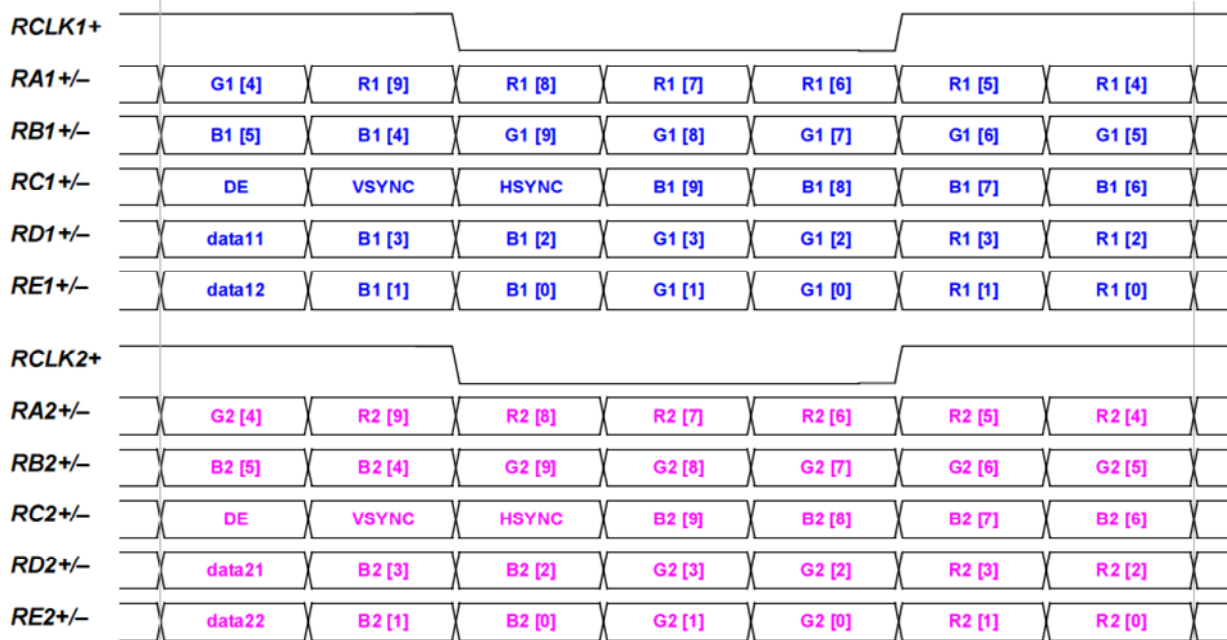 RCLK1+
RA1+/– G1 [4] R1 [9] R1 [8] R1 [7] R1 [6] R1 [5] R1 [4]
RB1+/– B1 [5] B1 [4] G1 [9] G1 [8] G1 [7] G1 [6] G1 [5]
RC1+/– DE VSYNC HSYNC B1 [9] B1 [8] B1 [7] B1 [6]
RD1+/– data11 B1 [3] B1 [2] G1 [3] G1 [2] R1 [3] R1 [2]
RE1+/– data12 B1 [1] B1 [0] G1 [1] G1 [0] R1 [1] R1 [0]
RCLK2+
RA2+/– G2 [4] R2 [9] R2 [8] R2 [7] R2 [6] R2 [5] R2 [4]
RB2+/– B2 [5] B2 [4] G2 [9] G2 [8] G2 [7] G2 [6] G2 [5]
RC2+/– DE VSYNC HSYNC B2 [9] B2 [8] B2 [7] B2 [6]
RD2+/– data21 B2 [3] B2 [2] G2 [3] G2 [2] R2 [3] R2 [2]
RE2+/– data22 B2 [1] B2 [0] G2 [1] G2 [0] R2 [1] R2 [0]